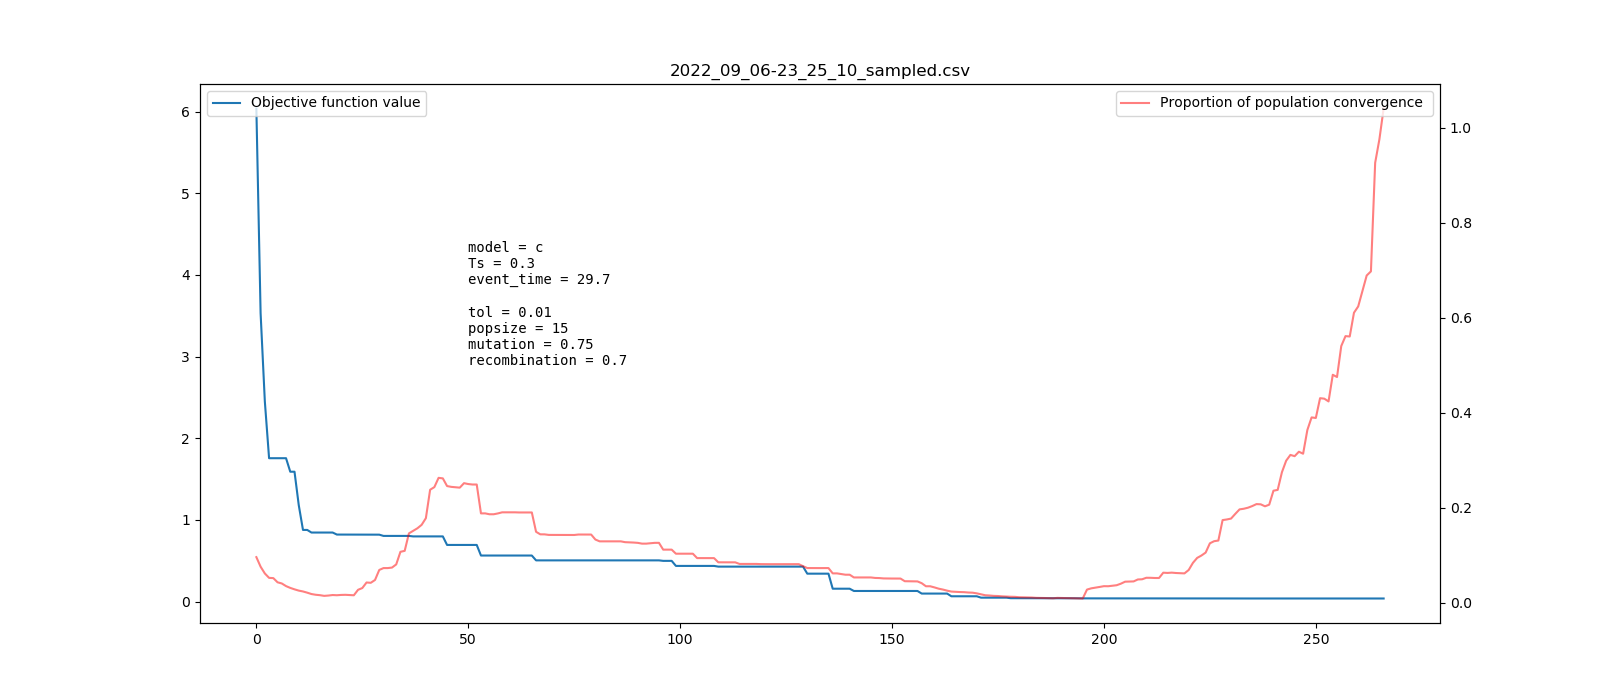 2022_09_06-23_25_10_sampled.csv
Objective function value
Proportion of population convergence
6
5
4
3
2
1
0
1.0
0.8
0.6
0.4
0.2
0.0
model = c
Ts = 0.3
event_time = 29.7
tol = 0.01
popsize = 15
mutation = 0.75
recombination = 0.7
0 50 100 150 200 250